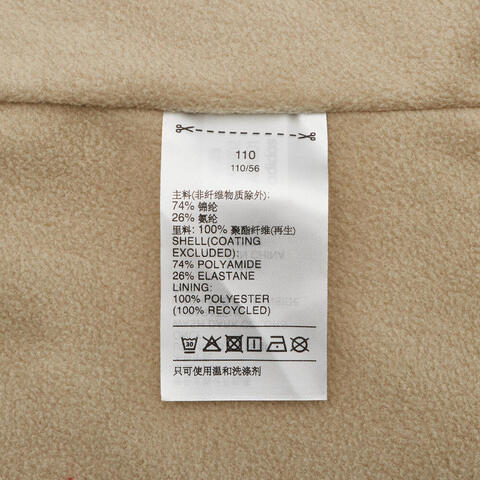 110
110/56
主料(非纤维物质除外):
74% 锦纶
26% 氨纶
里料: 100% 聚酯纤维(再生)
SHELL(COATING
EXCLUDED):
74% POLYAMIDE
26% ELASTANE
LINING:
100% POLYESTER
(100% RECYCLED)
30
只可使用温和洗涤剂